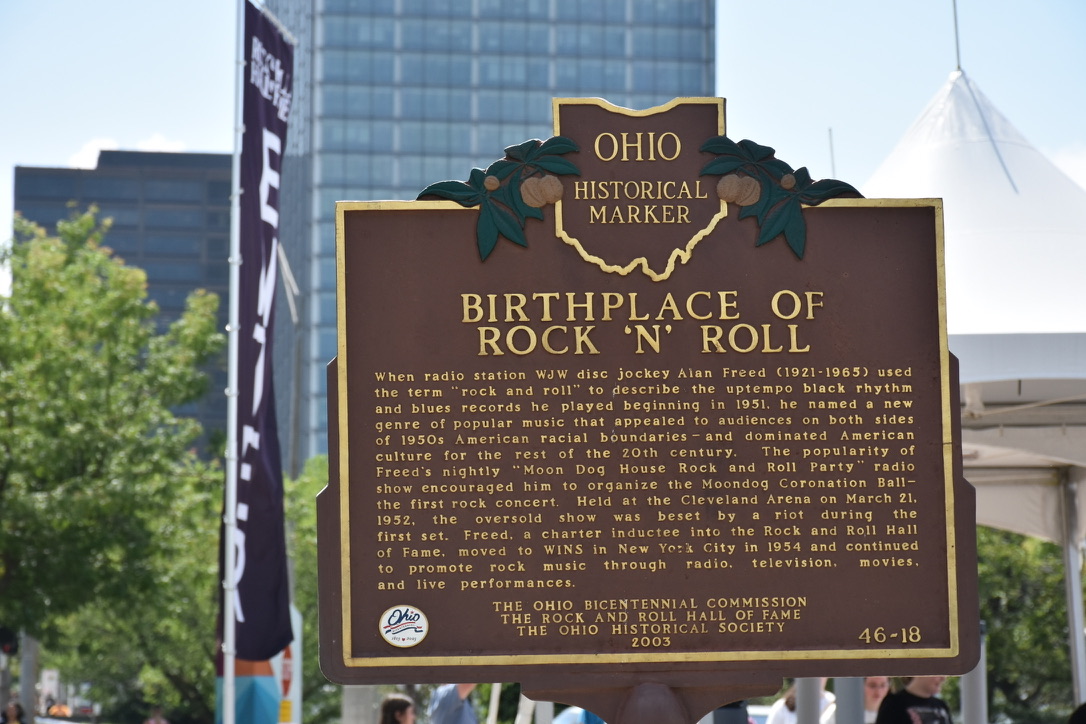 OHIO
HISTORICAL
MARKER
BIRTHPLACE OF
ROCK 'N' ROLL
When radio station WJW disc jockey Alan Freed (1921-1965) used
the term "rock and roll" to describe the uptempo black rhythm
and blues records he played beginning in 1951, he named a new
genre of popular music that appealed to audiences on both sides
of 1950s American racial boundaries—and dominated American
culture for the rest of the 20th century. The popularity of
Freed's nightly "Moon Dog House Rock and Roll Party" radio
show encouraged him to organize the Moondog Coronation Ball—
the first rock concert. Held at the Cleveland Arena on March 21,
1952, the oversold show was beset by a riot during the
first set. Freed, a charter inductee into the Rock and Roll Hall
of Fame, moved to WINS in New York City in 1954 and continued
to promote rock music through radio, television, movies,
and live performances.
Ohio
THE OHIO BICENTENNIAL COMMISSION
THE ROCK AND ROLL HALL OF FAME
THE OHIO HISTORICAL SOCIETY
2003
46-18